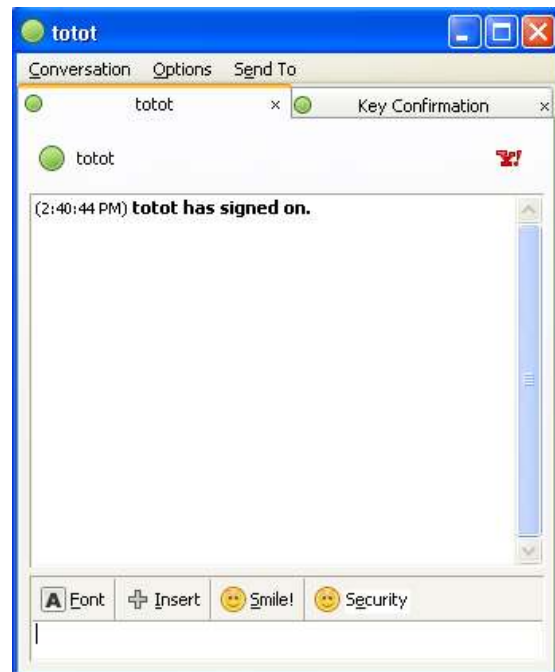 totot
Conversation Options Send To
totot Key Confirmation
totot Y!
(2:40:44 PM) totot has signed on.
A Font Insert Smile! Security